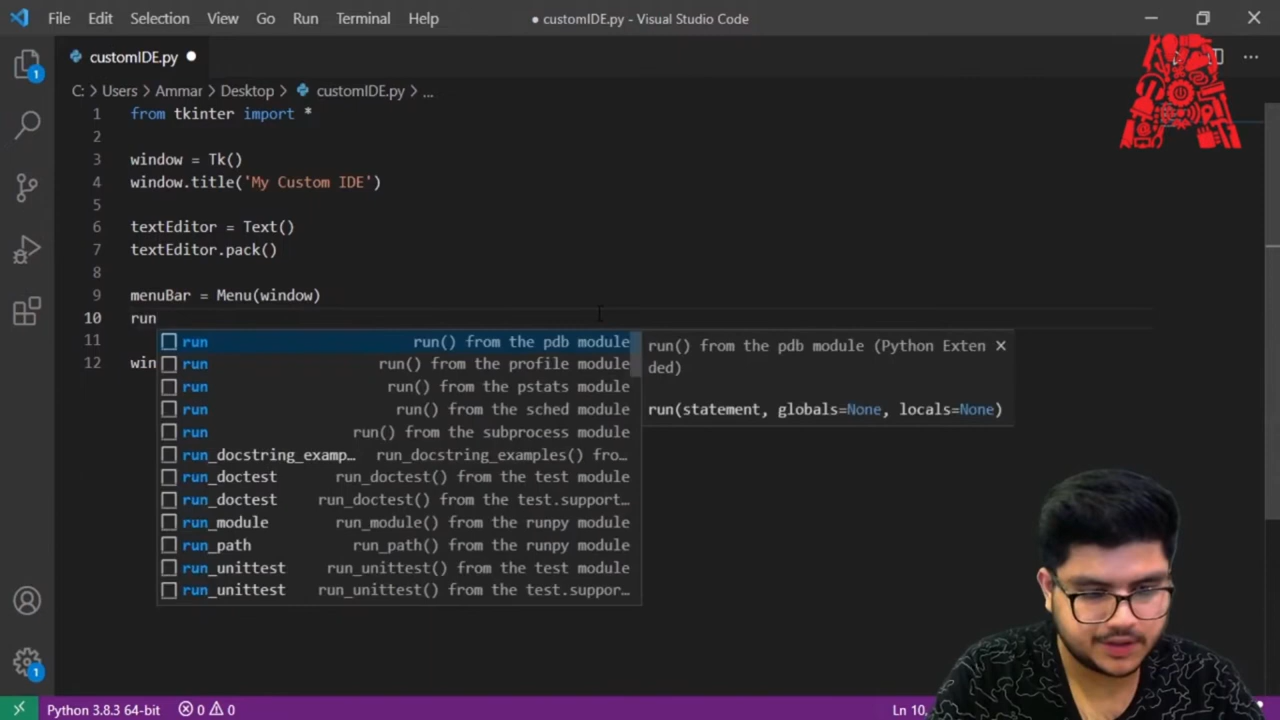 File Edit Selection View Go Run Terminal Help ● customIDE.py - Visual Studio Code
customIDE.py ●
C: > Users > Ammar > Desktop > customIDE.py > ...
1 from tkinter import *
2
3 window = Tk()
4 window.title('My Custom IDE')
5
6 textEditor = Text()
7 textEditor.pack()
8
9 menuBar = Menu(window)
10 run
11
12 win
run run() from the pdb module
run run() from the profile module
run run() from the pstats module
run run() from the sched module
run run() from the subprocess module
run_docstring_examp… run_docstring_examples() fro…
run_doctest run_doctest() from the test module
run_doctest run_doctest() from the test.support…
run_module run_module() from the runpy module
run_path run_path() from the runpy module
run_unittest run_unittest() from the test module
run_unittest run_unittest() from the test.suppor…
run() from the pdb module (Python Exten
ded)
run(statement, globals=None, locals=None)
1
1
Python 3.8.3 64-bit 0 0 Ln 10,